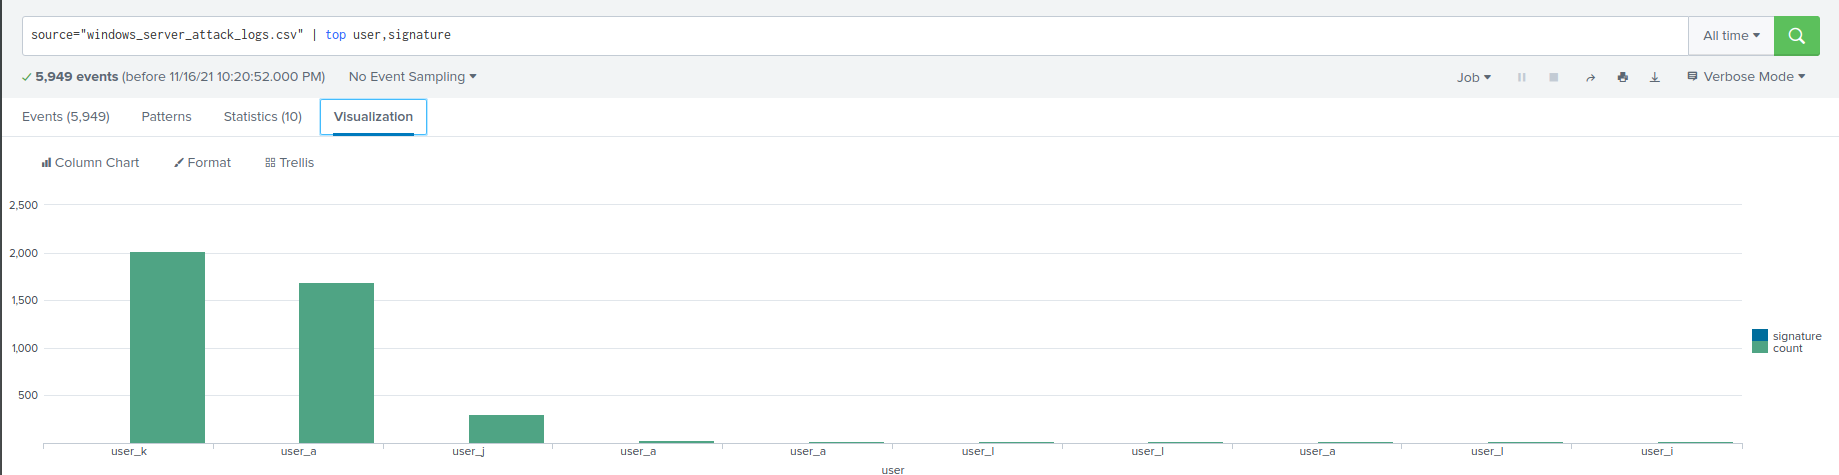 source="windows_server_attack_logs.csv" | top user,signature
All time
5,949 events (before 11/16/21 10:20:52.000 PM)
No Event Sampling
Job
Verbose Mode
Events (5,949)
Patterns
Statistics (10)
Visualization
Column Chart
Format
Trellis
2,500
2,000
1,500
1,000
500
signature
count
user_k
user_a
user_j
user_a
user_a
user_l
user_l
user_a
user_l
user_i
user